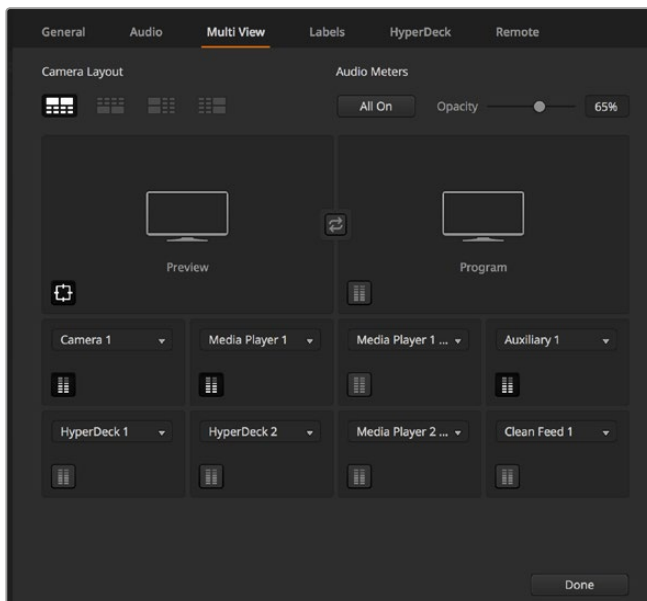 General Audio Multi View Labels HyperDeck Remote
Camera Layout Audio Meters
All On Opacity 65%
Preview Program
Camera 1 Media Player 1 Media Player 1 ... Auxiliary 1
HyperDeck 1 HyperDeck 2 Media Player 2 ... Clean Feed 1
Done